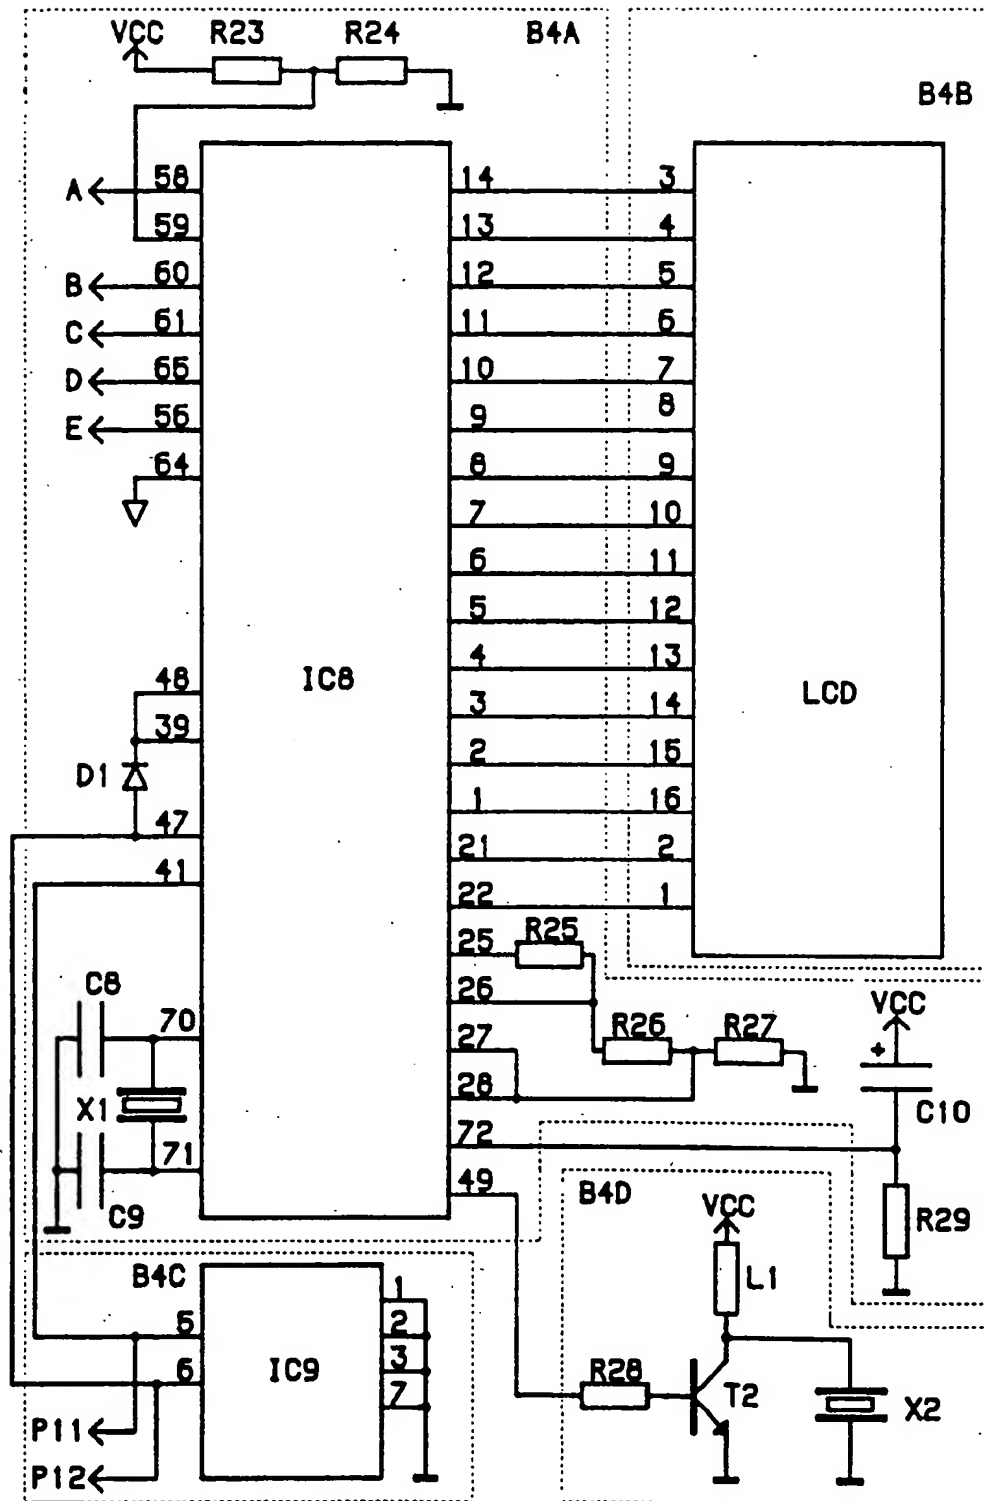 VCC R23 R24 B4A
B4B
A 58 14 3
59 13 4
B 60 12 5
C 61 11 6
D 65 10 7
E 56 9 8
64 8 9
7 10
6 11
5 12
4 13
IC8 LCD
48 3 14
39 2 15
D1
1 16
47
21 2
41
22 1
25 R25
C8 26 VCC
70 R26 R27
27 +
X1 28 C10
71 72
C9 49 B4D
VCC R29
B4C 1 L1
5 2
6 IC9 3 R28
7 T2 X2
P11
P12